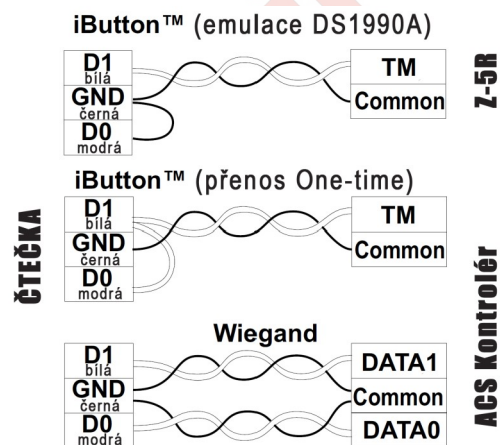 iButton™ (emulace DS1990A)
D1
bílá
GND
černá
D0
modrá
TM
Common
Z-5R
iButton™ (přenos One-time)
D1
bílá
GND
černá
D0
modrá
TM
Common
ČTEČKA
Wiegand
D1
bílá
GND
černá
D0
modrá
DATA1
Common
DATA0
ACS Kontrolér